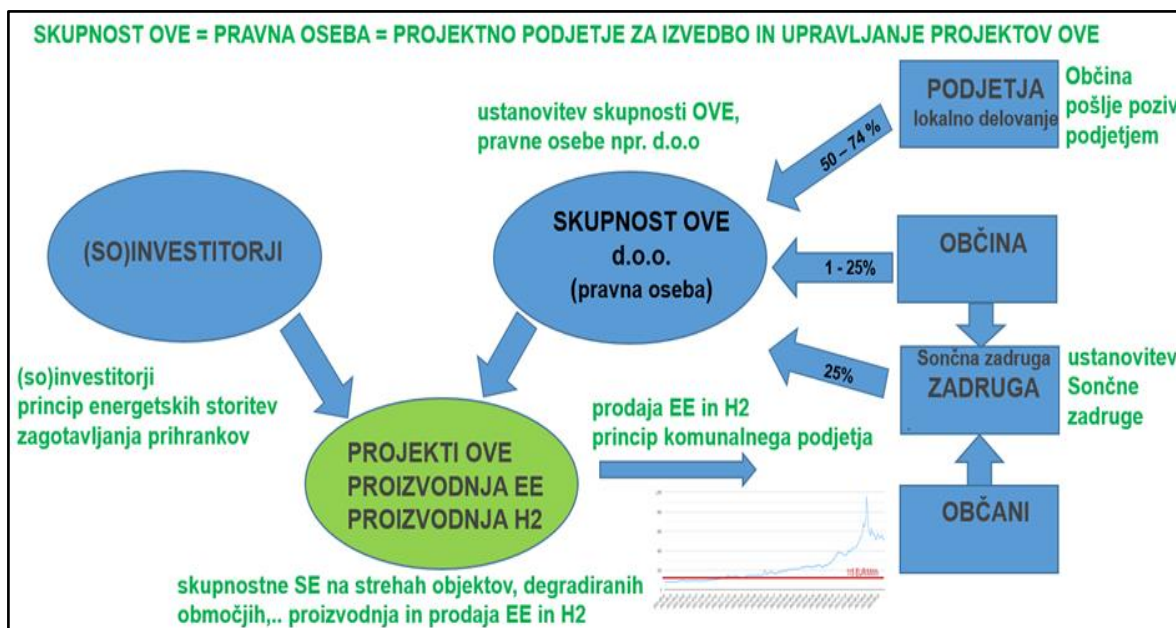 SKUPNOST OVE = PRAVNA OSEBA = PROJEKTNO PODJETJE ZA IZVEDBO IN UPRAVLJANJE PROJEKTOV OVE
ustanovitev skupnosti OVE,
pravne osebe npr. d.o.o
PODJETJA
lokalno delovanje
Občina
pošlje poziv
podjetjem
50 – 74 %
(SO)INVESTITORJI
SKUPNOST OVE
d.o.o.
(pravna oseba)
1 - 25%
OBČINA
25%
Sončna zadruga
ZADRUGA
ustanovitev
Sončne
zadruge
OBČANI
(so)investitorji
princip energetskih storitev
zagotavljanja prihrankov
PROJEKTI OVE
PROIZVODNJA EE
PROIZVODNJA H2
prodaja EE in H2
princip komunalnega podjetja
skupnostne SE na strehah objektov, degradiranih
območjih,.. proizvodnja in prodaja EE in H2